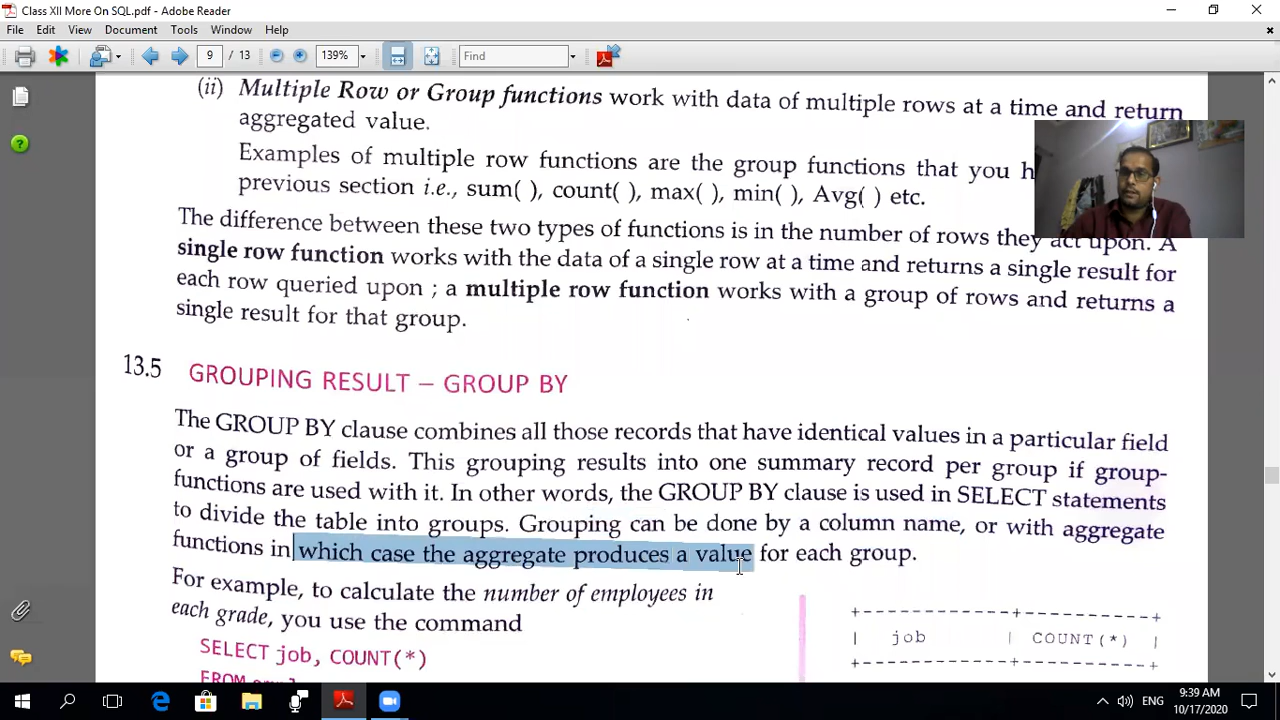 Class XII More On SQL.pdf - Adobe Reader
File Edit View Document Tools Window Help
9 / 13 139% Find
(ii) Multiple Row or Group functions work with data of multiple rows at a time and return
aggregated value.
Examples of multiple row functions are the group functions that you h
previous section i.e., sum( ), count( ), max( ), min( ), Avg( ) etc.
The difference between these two types of functions is in the number of rows they act upon. A
single row function works with the data of a single row at a time and returns a single result for
each row queried upon ; a multiple row function works with a group of rows and returns a
single result for that group.
13.5 GROUPING RESULT – GROUP BY
The GROUP BY clause combines all those records that have identical values in a particular field
or a group of fields. This grouping results into one summary record per group if group-
functions are used with it. In other words, the GROUP BY clause is used in SELECT statements
to divide the table into groups. Grouping can be done by a column name, or with aggregate
functions in which case the aggregate produces a value for each group.
For example, to calculate the number of employees in
each grade, you use the command
SELECT job, COUNT(*)
FROM empl
+--------------+--------------+
| job | COUNT(*) |
+--------------+--------------+
ENG
9:39 AM
10/17/2020